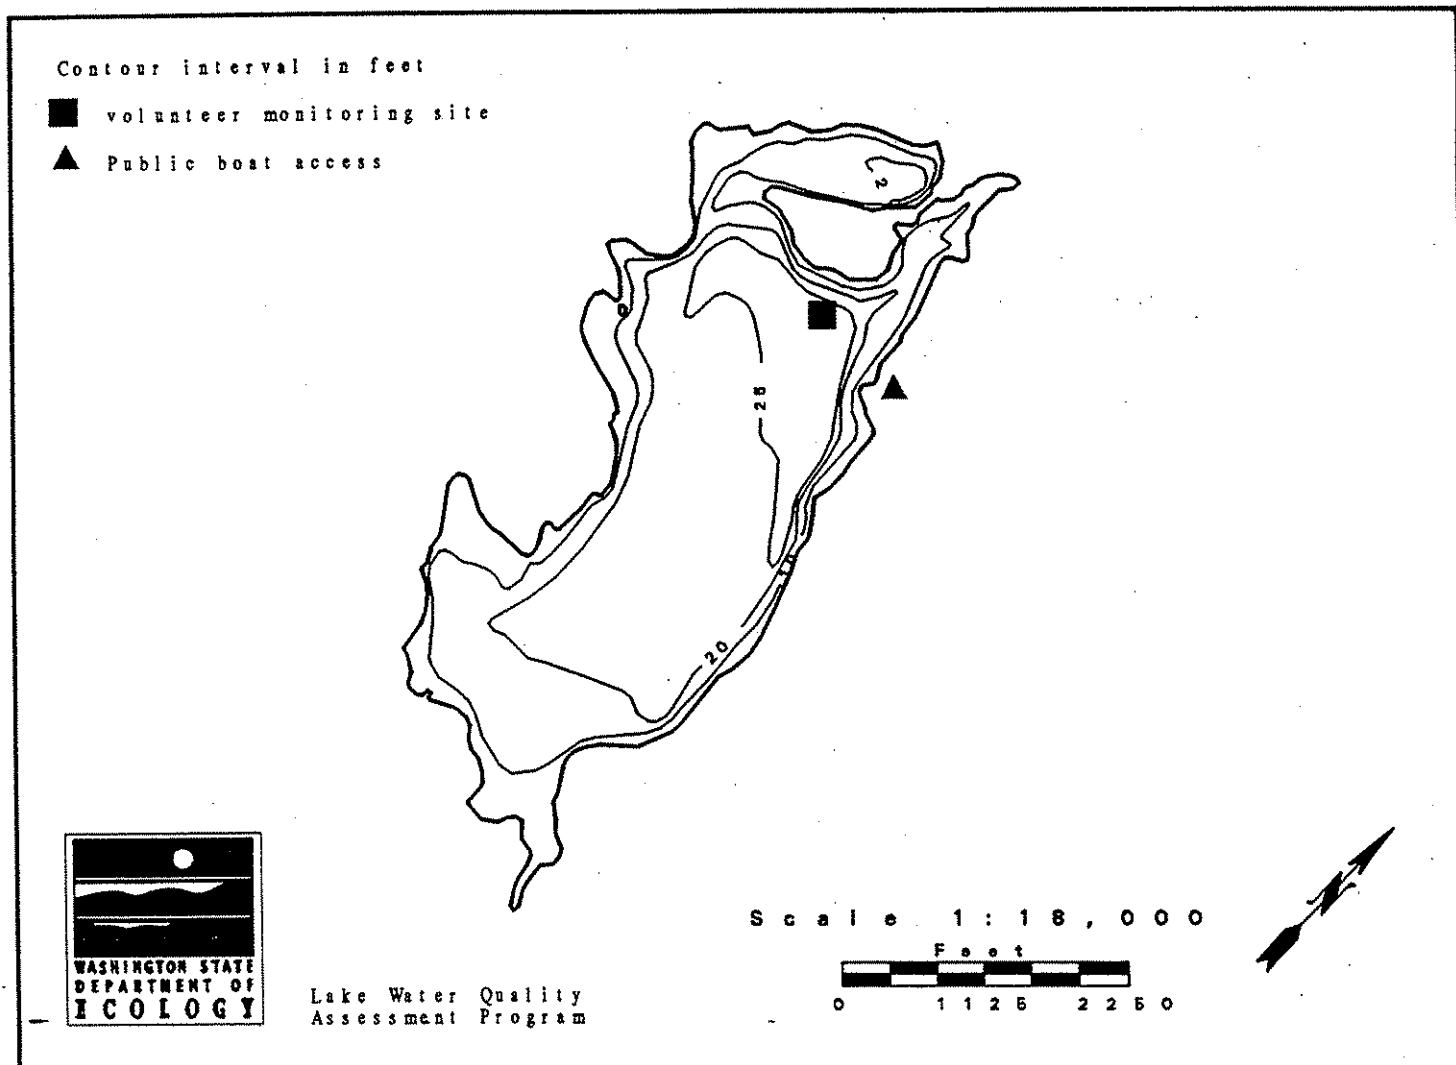 Contour interval in feet
volunteer monitoring site
Public boat access
2
0
25
20
Scale 1:18,000
Feet
0 1125 2250
WASHINGTON STATE
DEPARTMENT OF
ECOLOGY
Lake Water Quality
Assessment Program